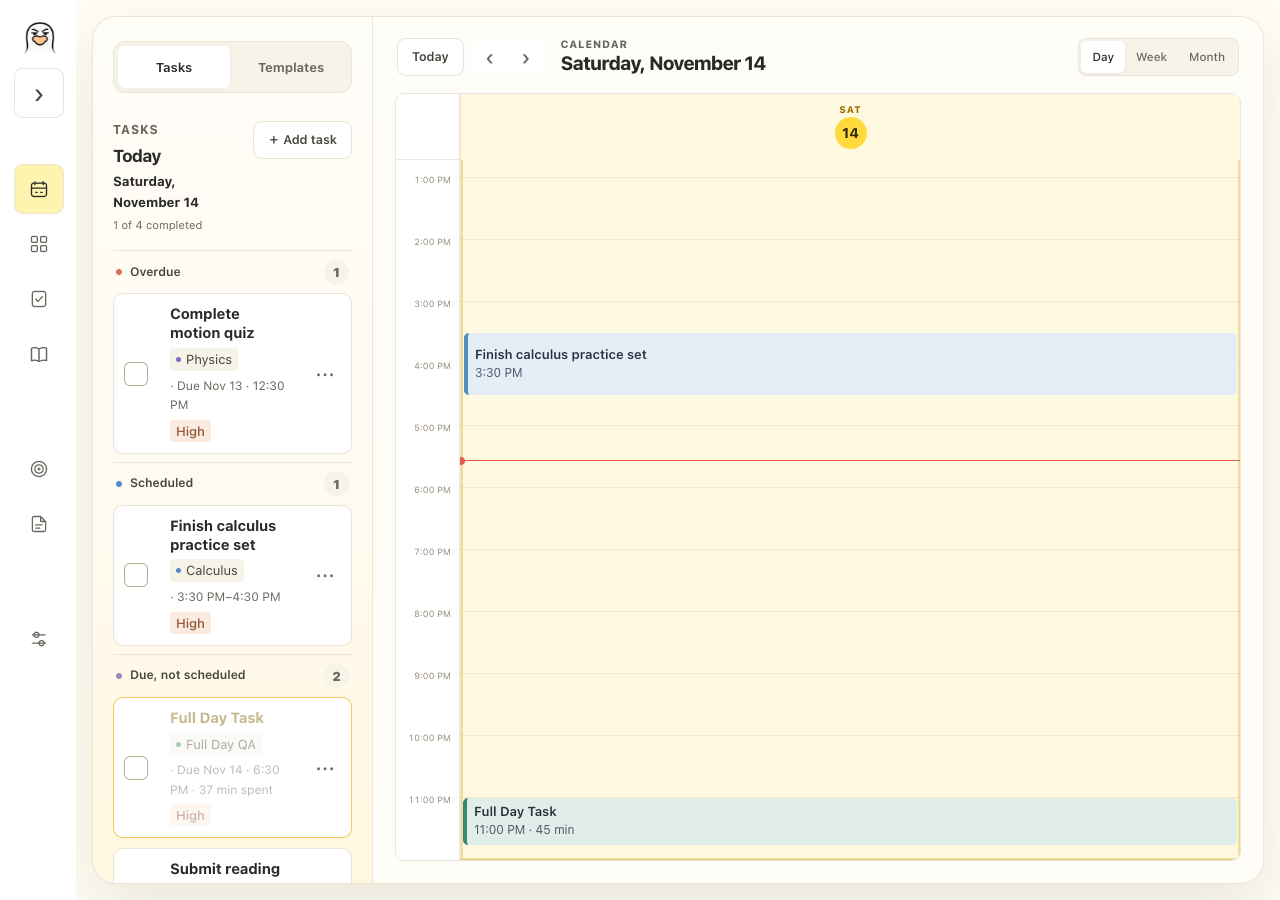 Tasks
Templates
TASKS
+ Add task
Today
Saturday,
November 14
1 of 4 completed
Overdue
1
Complete
motion quiz
Physics
· Due Nov 13 · 12:30
PM
High
Scheduled
1
Finish calculus
practice set
Calculus
· 3:30 PM–4:30 PM
High
Due, not scheduled
2
Full Day Task
Full Day QA
· Due Nov 14 · 6:30
PM · 37 min spent
High
Submit reading
Today
CALENDAR
Saturday, November 14
Day
Week
Month
SAT
14
1:00 PM
2:00 PM
3:00 PM
Finish calculus practice set
3:30 PM
4:00 PM
5:00 PM
6:00 PM
7:00 PM
8:00 PM
9:00 PM
10:00 PM
11:00 PM
Full Day Task
11:00 PM · 45 min